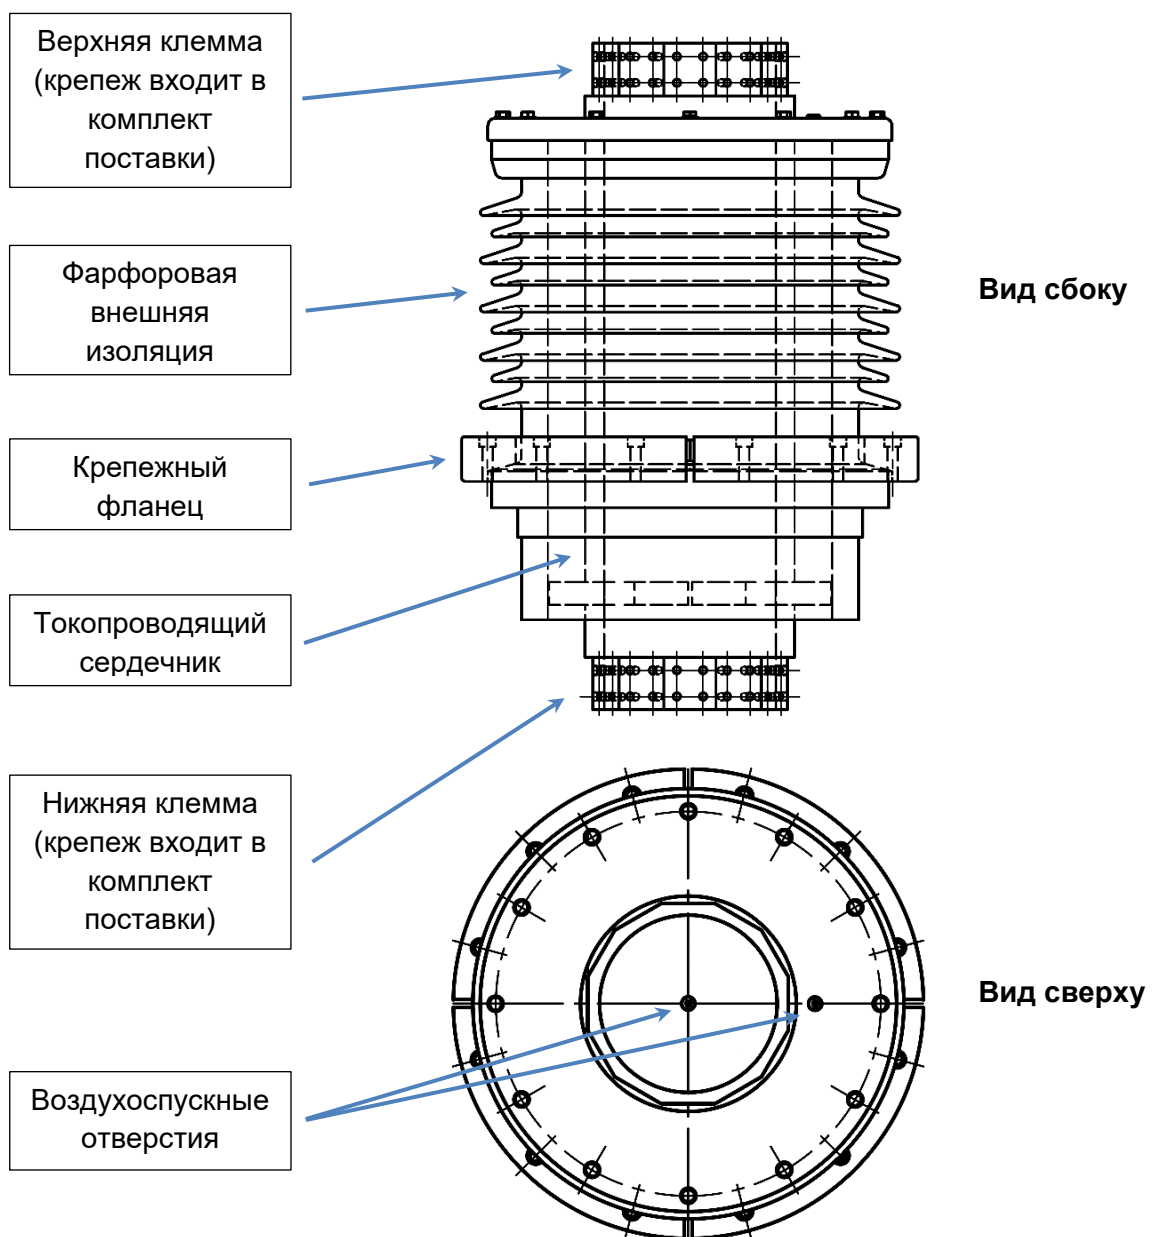 Верхняя клемма
(крепеж входит в
комплект
поставки)
Фарфоровая
внешняя
изоляция
Вид сбоку
Крепежный
фланец
Токопроводящий
сердечник
Нижняя клемма
(крепеж входит в
комплект
поставки)
Вид сверху
Воздухоспускные
отверстия